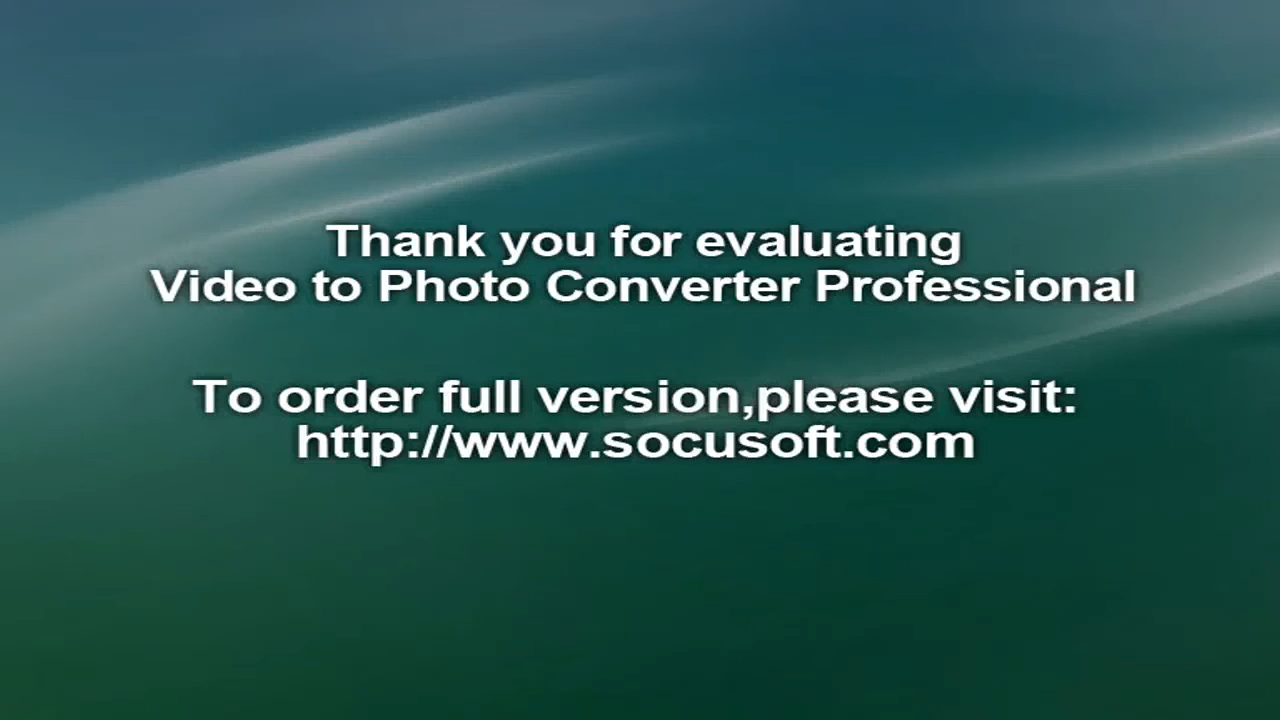 Thank you for evaluating
Video to Photo Converter Professional
To order full version,please visit:
http://www.socusoft.com